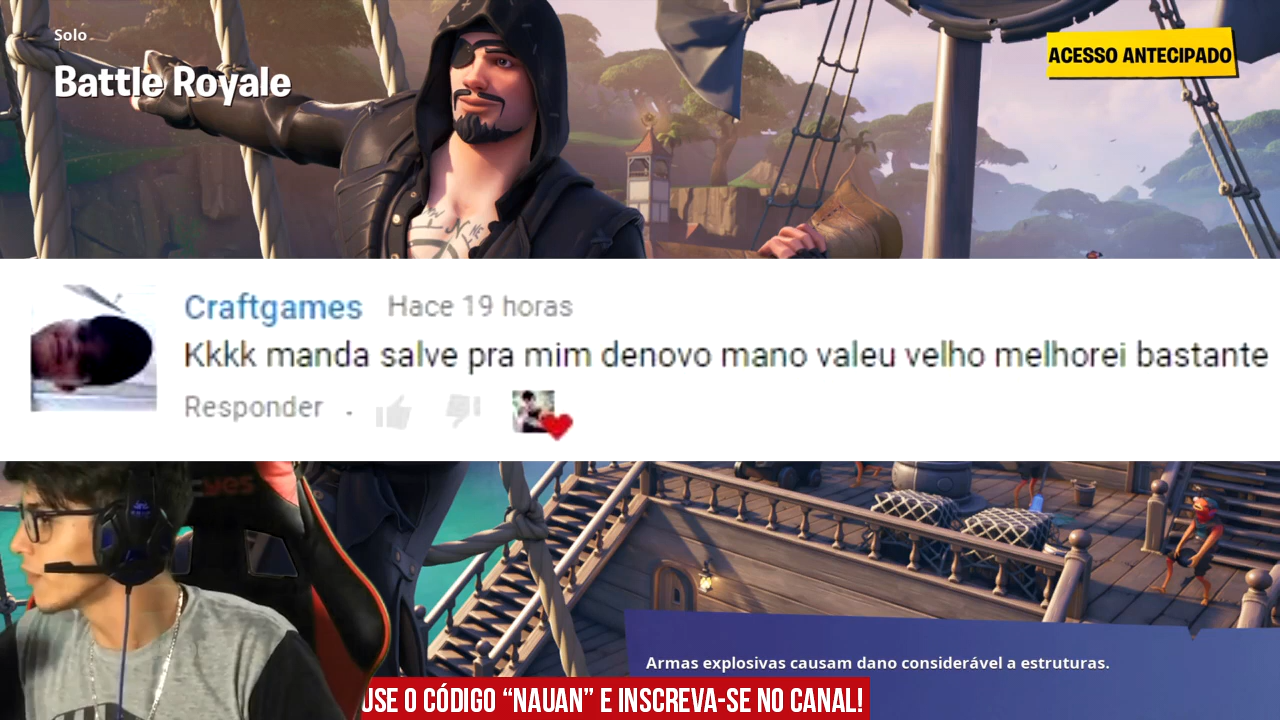 Solo
Battle Royale
ACESSO ANTECIPADO
Craftgames Hace 19 horas
Kkkk manda salve pra mim denovo mano valeu velho melhorei bastante
Responder
Armas explosivas causam dano considerável a estruturas.
USE O CÓDIGO “NAUAN” E INSCREVA-SE NO CANAL!